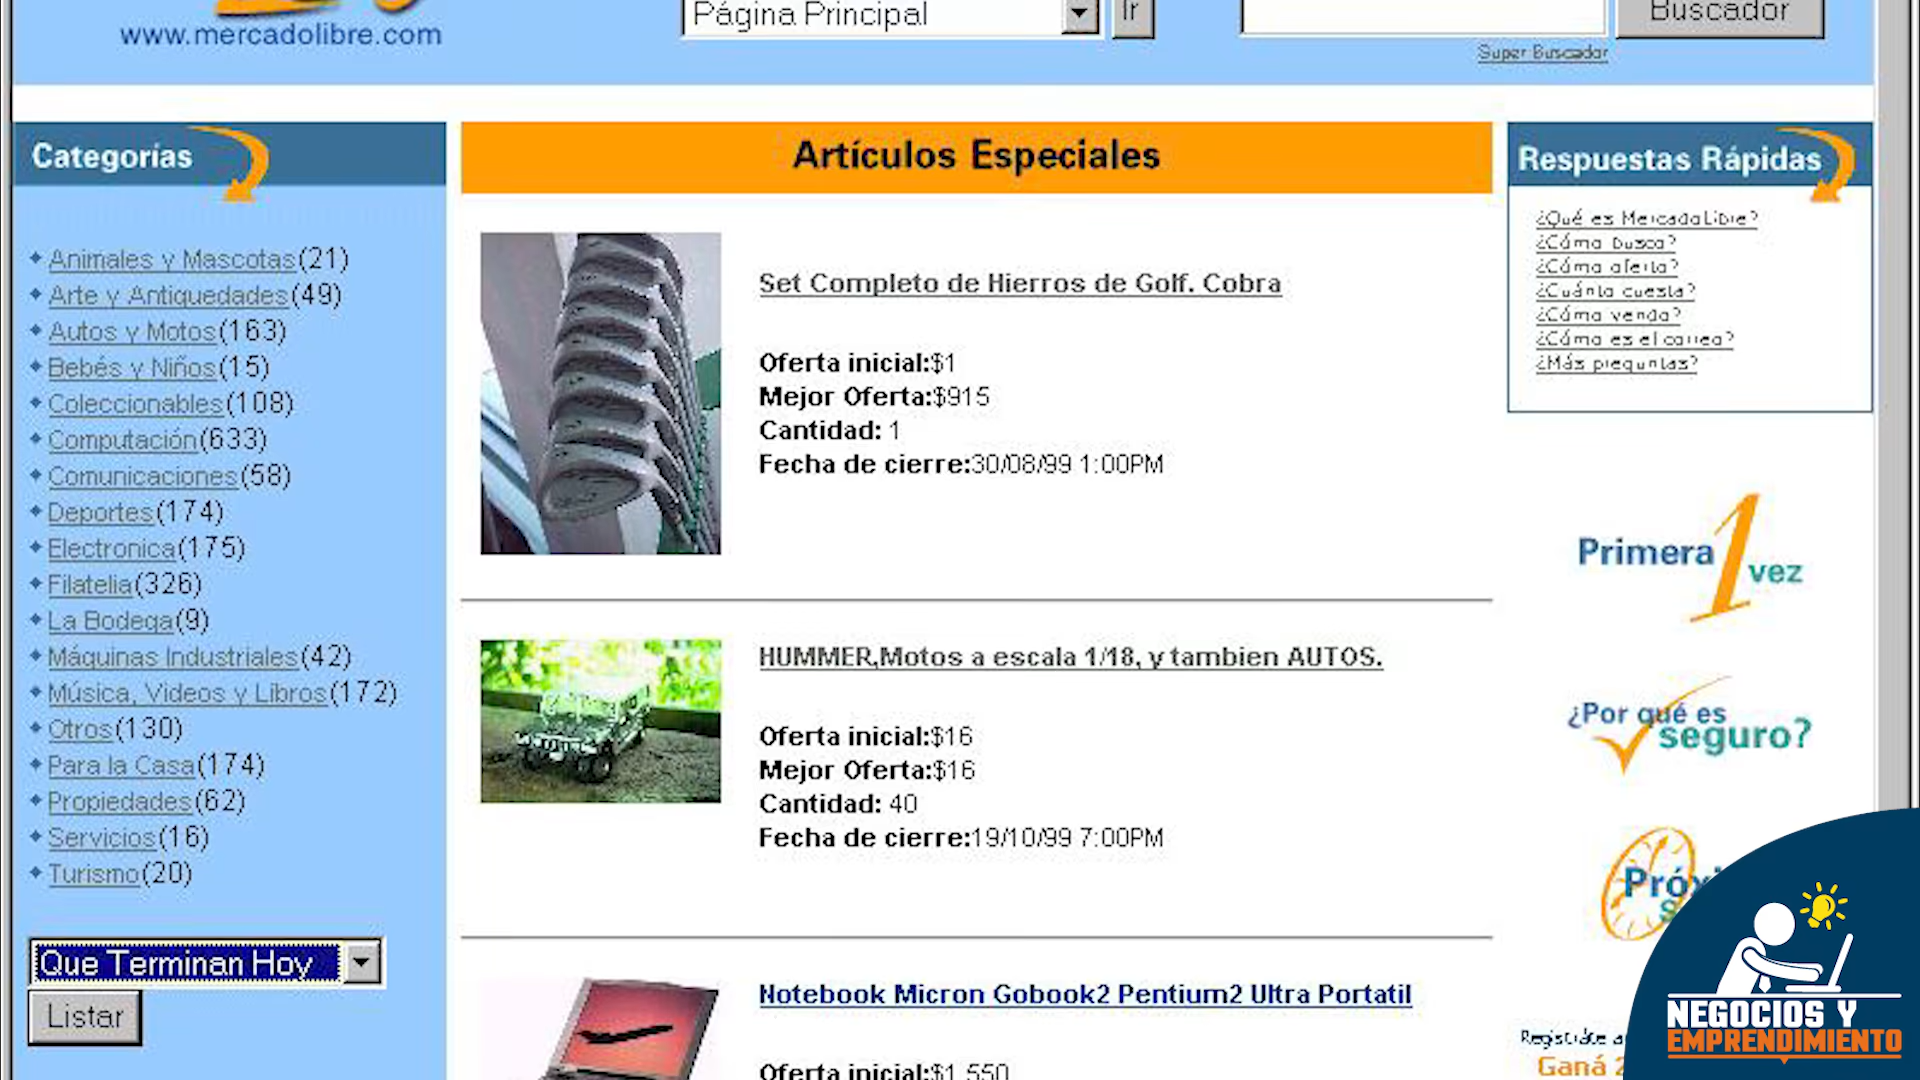 www.mercadolibre.com
Página Principal
Ir
Buscador
Super Buscador
Categorías
Animales y Mascotas(21)
Arte y Antiquedades(49)
Autos y Motos(163)
Bebés y Niños(15)
Coleccionables(108)
Computación(633)
Comunicaciones(58)
Deportes(174)
Electronica(175)
Filatelia(326)
La Bodega(9)
Máquinas Industriales(42)
Música, Videos y Libros(172)
Otros(130)
Para la Casa(174)
Propiedades(62)
Servicios(16)
Turismo(20)
Que Terminan Hoy
Listar
Artículos Especiales
Set Completo de Hierros de Golf. Cobra
Oferta inicial:$1
Mejor Oferta:$915
Cantidad: 1
Fecha de cierre:30/08/99 1:00PM
HUMMER,Motos a escala 1/18, y tambien AUTOS.
Oferta inicial:$16
Mejor Oferta:$16
Cantidad: 40
Fecha de cierre:19/10/99 7:00PM
Notebook Micron Gobook2 Pentium2 Ultra Portatil
Oferta inicial:$1,550
Respuestas Rápidas
¿Qué es MercadoLibre?
¿Cómo busco?
¿Cómo oferto?
¿Cuánto cuesta?
¿Cómo vendo?
¿Cómo es el correo?
¿Más preguntas?
Primera 1 vez
¿Por qué es
seguro?
Regístrate
Ganá
NEGOCIOS Y
EMPRENDIMIENTO